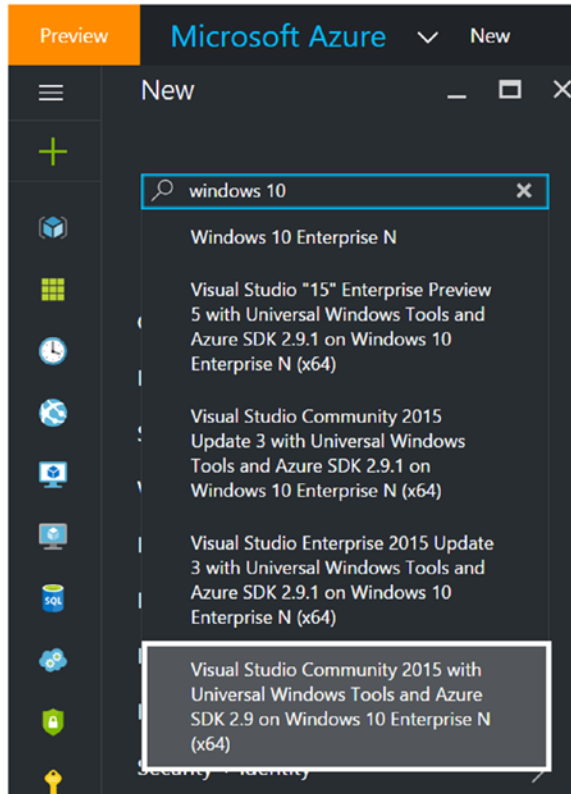 Preview Microsoft Azure New
New
windows 10
Windows 10 Enterprise N
Visual Studio "15" Enterprise Preview
5 with Universal Windows Tools and
Azure SDK 2.9.1 on Windows 10
Enterprise N (x64)
Visual Studio Community 2015
Update 3 with Universal Windows
Tools and Azure SDK 2.9.1 on
Windows 10 Enterprise N (x64)
Visual Studio Enterprise 2015 Update
3 with Universal Windows Tools and
Azure SDK 2.9.1 on Windows 10
Enterprise N (x64)
Visual Studio Community 2015 with
Universal Windows Tools and Azure
SDK 2.9 on Windows 10 Enterprise N
(x64)
Security + Identity
SQL